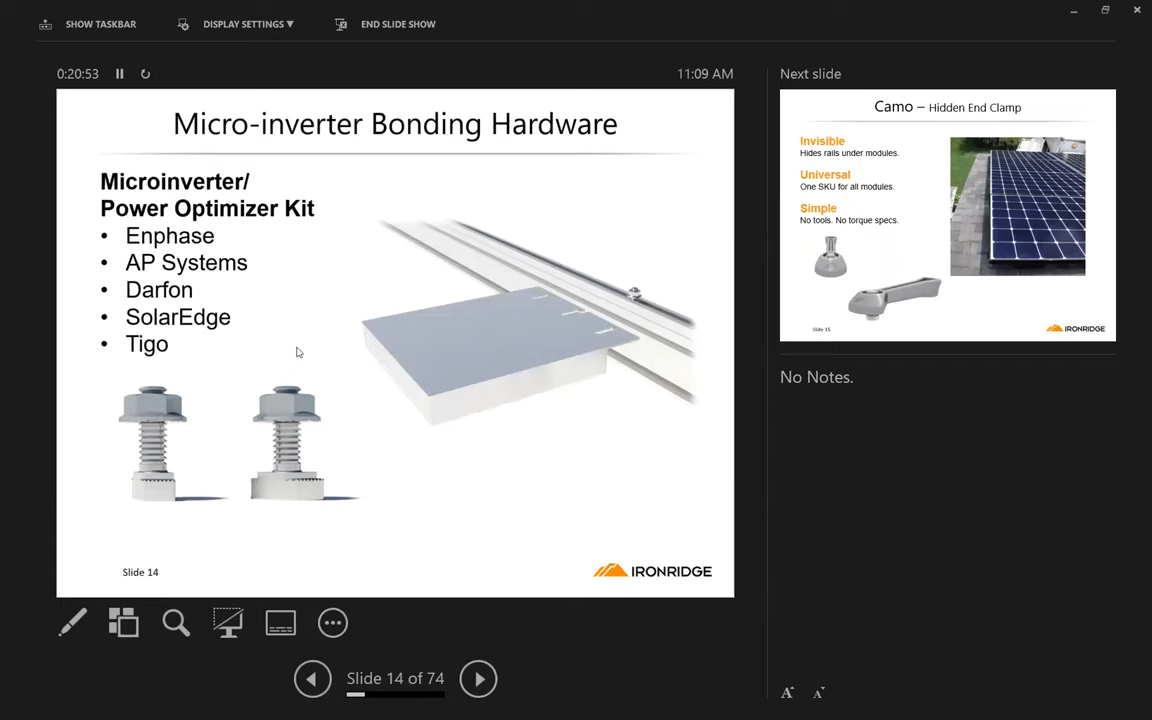 SHOW TASKBAR
DISPLAY SETTINGS ▼
END SLIDE SHOW
0:20:53
11:09 AM
Micro-inverter Bonding Hardware
Microinverter/
Power Optimizer Kit
• Enphase
• AP Systems
• Darfon
• SolarEdge
• Tigo
Slide 14
IRONRIDGE
Slide 14 of 74
Next slide
Camo – Hidden End Clamp
Invisible
Hides rails under modules.
Universal
One SKU for all modules.
Simple
No tools. No torque specs.
Slide 15
IRONRIDGE
No Notes.
A A